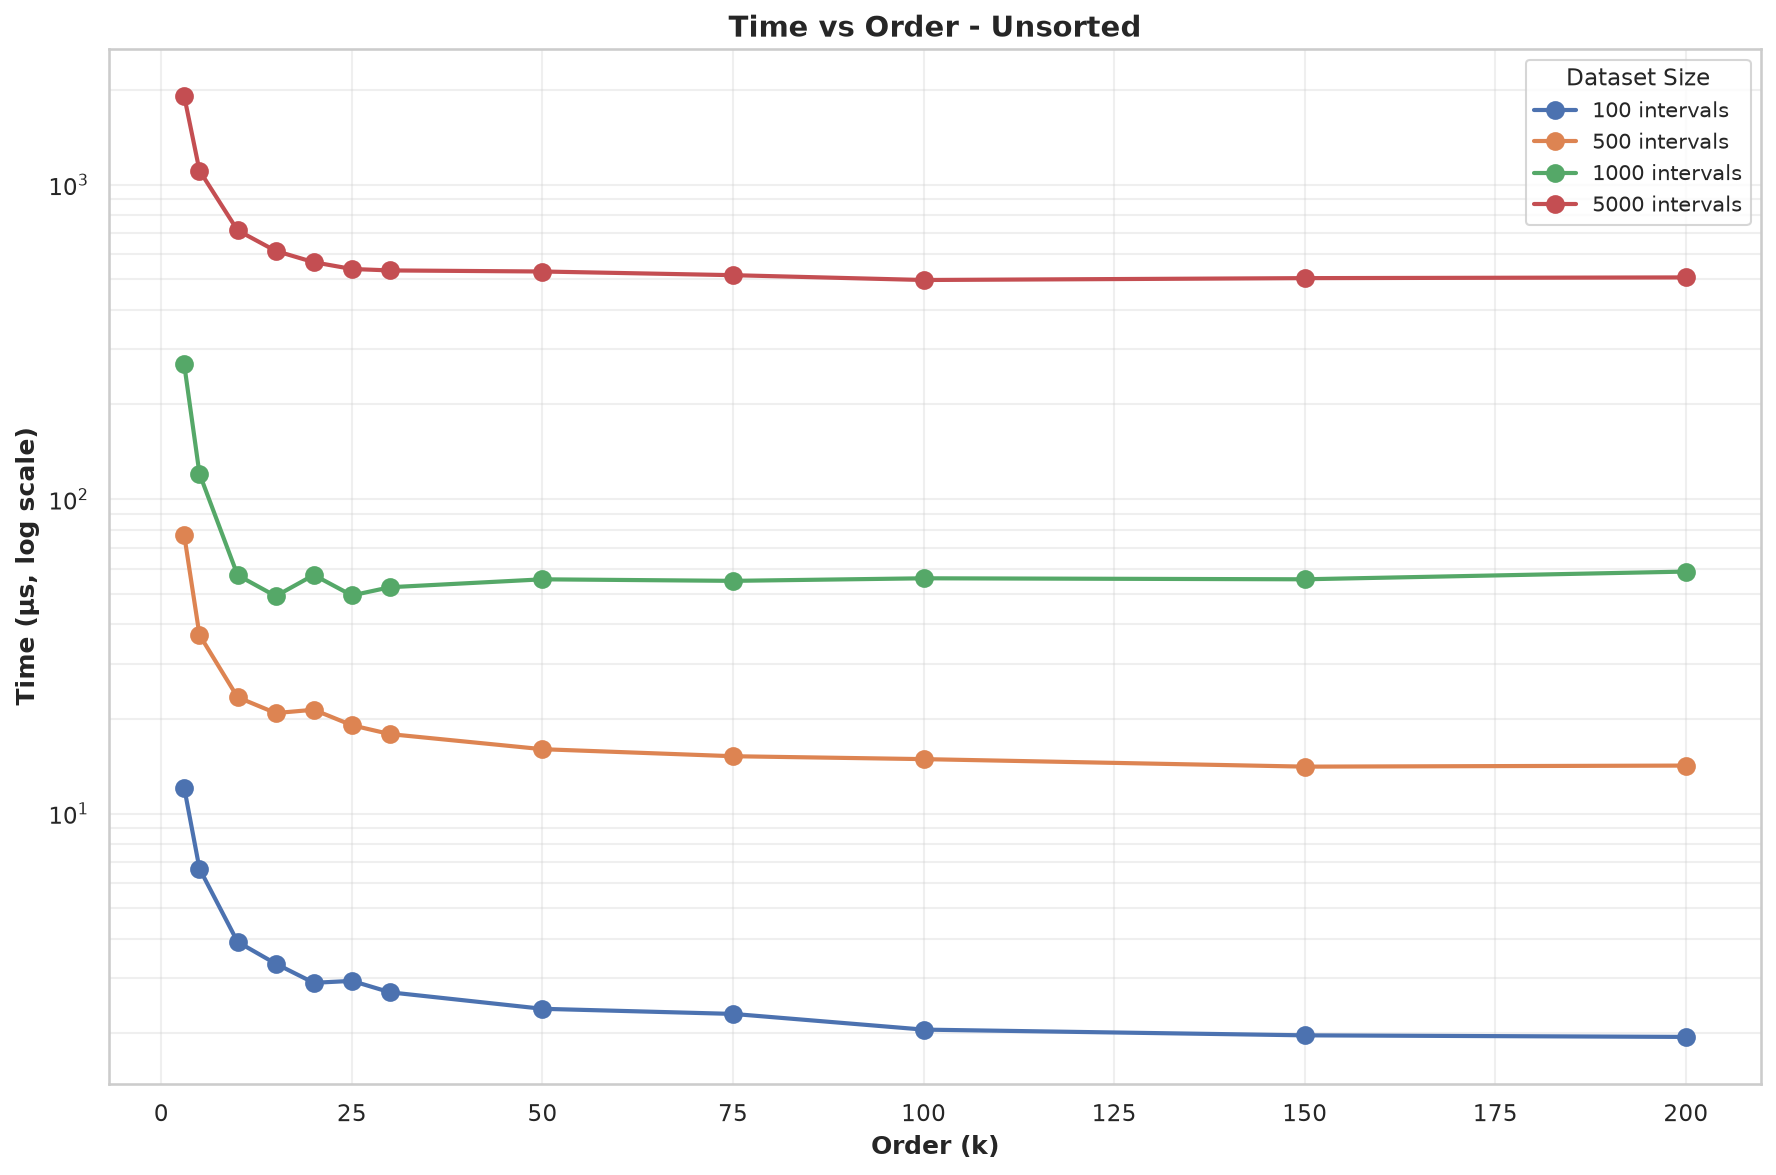 Time vs Order - Unsorted
Dataset Size
100 intervals
500 intervals
1000 intervals
5000 intervals
Time (µs, log scale)
10³
10²
10¹
0 25 50 75 100 125 150 175 200
Order (k)